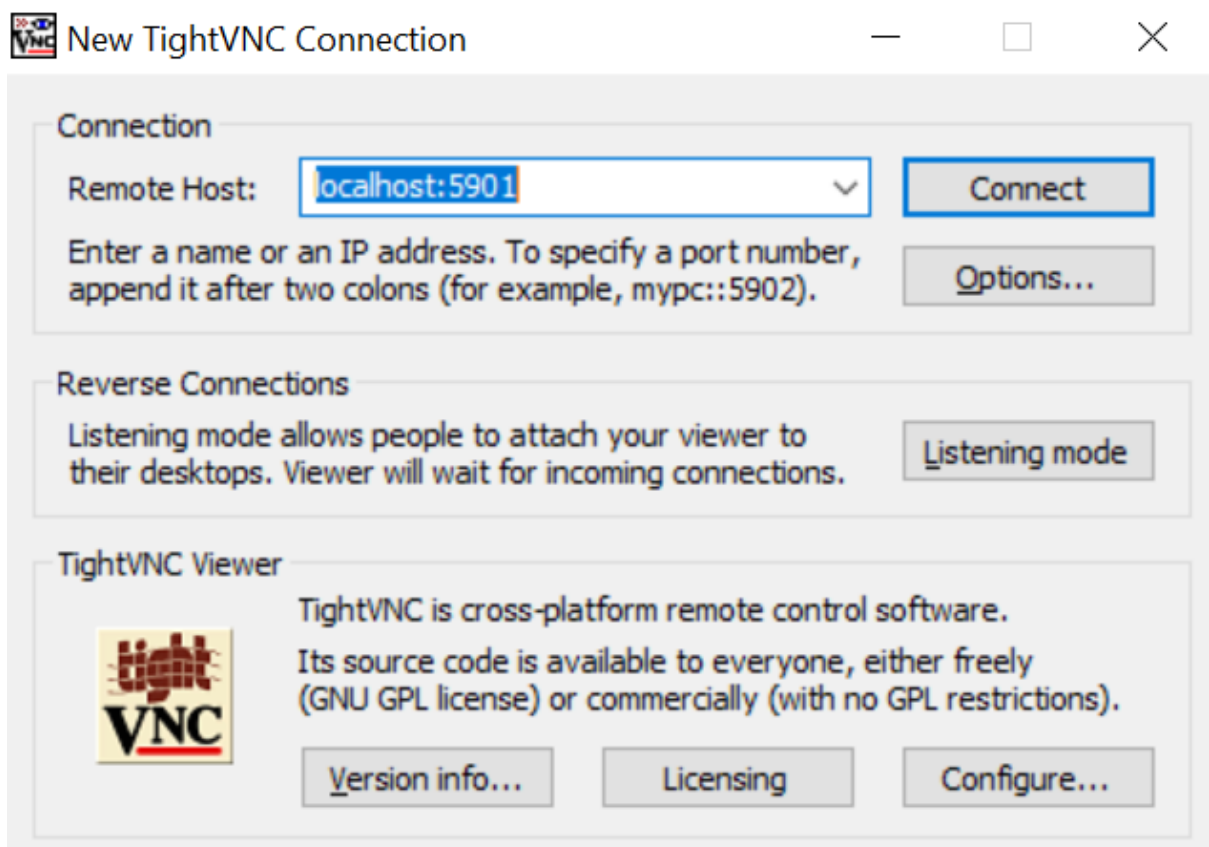 VNC New TightVNC Connection
Connection
Remote Host: localhost:5901 Connect
Enter a name or an IP address. To specify a port number,
append it after two colons (for example, mypc::5902).
Options...
Reverse Connections
Listening mode allows people to attach your viewer to
their desktops. Viewer will wait for incoming connections.
Listening mode
TightVNC Viewer
tight
VNC
TightVNC is cross-platform remote control software.
Its source code is available to everyone, either freely
(GNU GPL license) or commercially (with no GPL restrictions).
Version info... Licensing Configure...